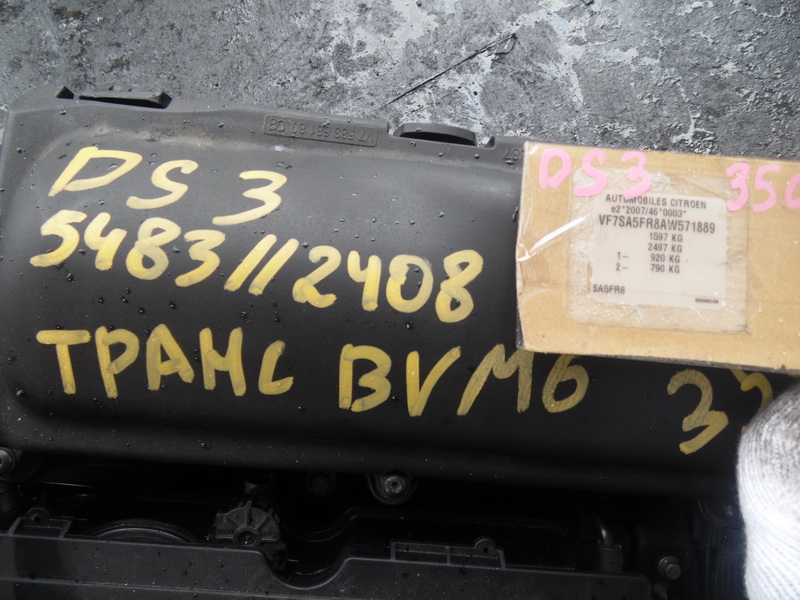 DS 3
5483//2408
ТРАНС BVM6
DS3 350
AUTOMOBILES CITROEN
e2*2007/46*0003*
VF7SA5FR8AW571889
1597 KG
2497 KG
1- 920 KG
2- 790 KG
SA5FR8